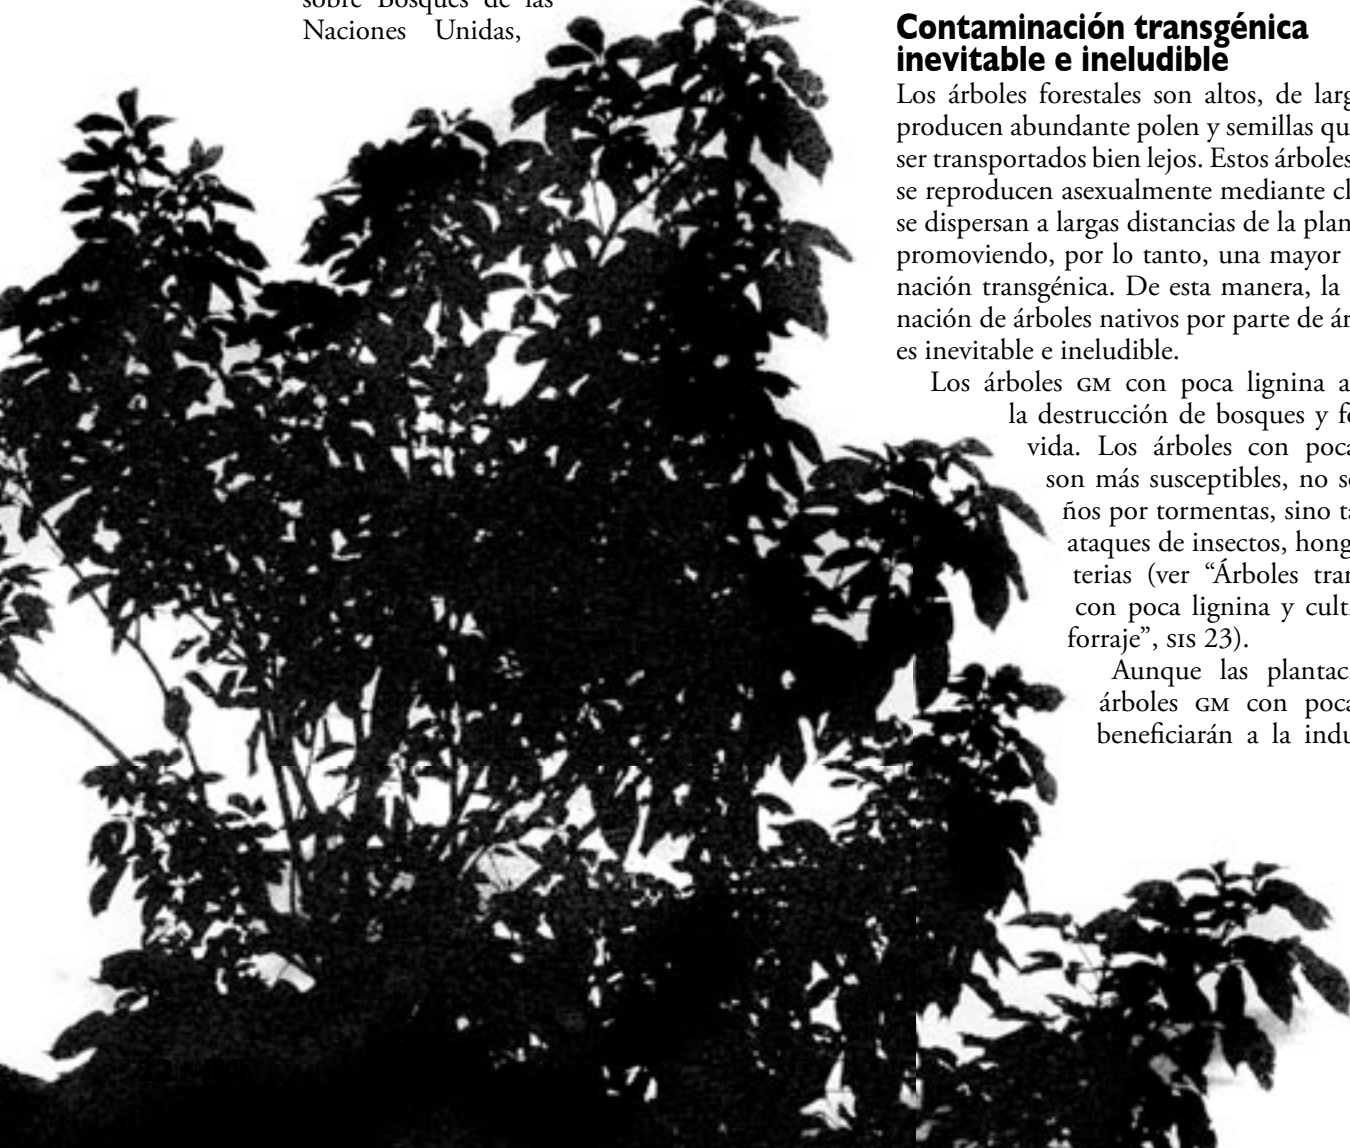 sobre Bosques de las
Naciones Unidas,
Contaminación transgénica
inevitable e ineludible
Los árboles forestales son altos, de larg
producen abundante polen y semillas qu
ser transportados bien lejos. Estos árboles
se reproducen asexualmente mediante cl
se dispersan a largas distancias de la plan
promoviendo, por lo tanto, una mayor
nación transgénica. De esta manera, la
nación de árboles nativos por parte de ár
es inevitable e ineludible.
Los árboles GM con poca lignina a
la destrucción de bosques y fo
vida. Los árboles con poca
son más susceptibles, no so
ños por tormentas, sino ta
ataques de insectos, hong
terias (ver “Árboles tran
con poca lignina y cult
forraje”, SIS 23).
Aunque las plantac
árboles GM con poca
beneficiarán a la indu